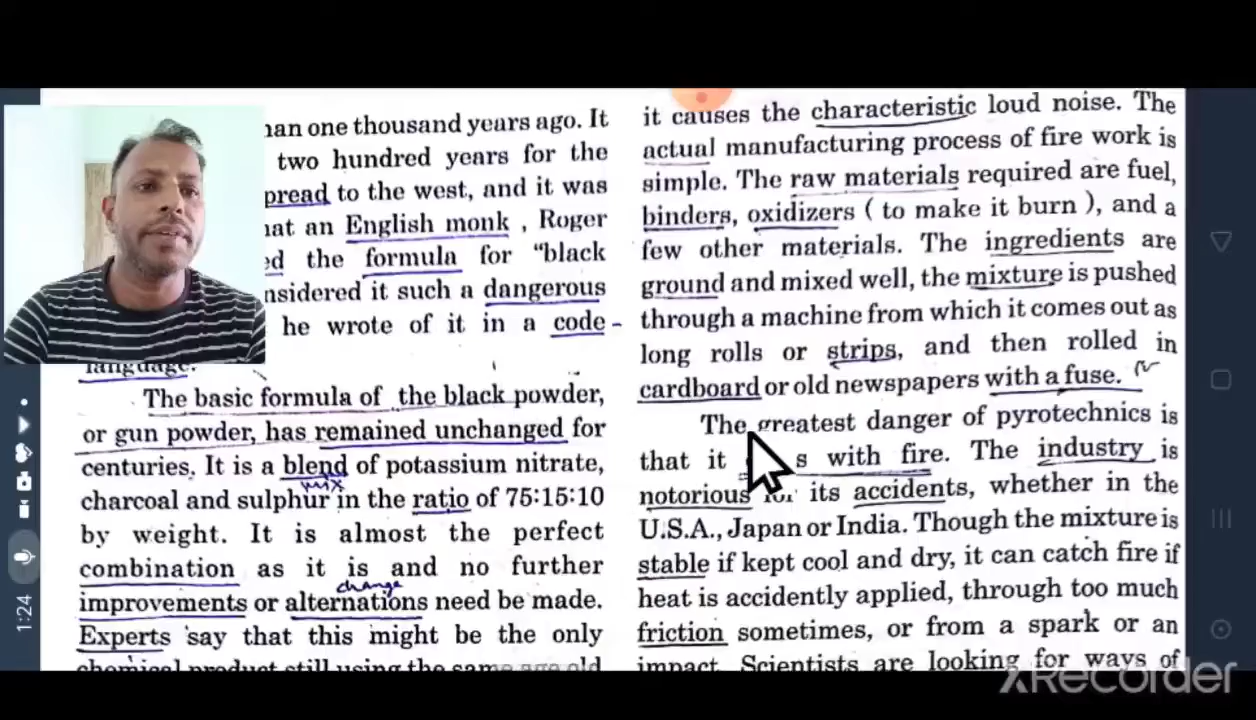 han one thousand years ago. It
two hundred years for the
pread to the west, and it was
hat an English monk , Roger
ed the formula for "black
nsidered it such a dangerous
he wrote of it in a code -
language.
The basic formula of the black powder,
or gun powder, has remained unchanged for
centuries. It is a blend of potassium nitrate,
mix
charcoal and sulphur in the ratio of 75:15:10
by weight. It is almost the perfect
combination as it is and no further
change
improvements or alternations need be made.
Experts say that this might be the only
chemical product still using the same age old
it causes the characteristic loud noise. The
actual manufacturing process of fire work is
simple. The raw materials required are fuel,
binders, oxidizers ( to make it burn ), and a
few other materials. The ingredients are
ground and mixed well, the mixture is pushed
through a machine from which it comes out as
long rolls or strips, and then rolled in
cardboard or old newspapers with a fuse.
The greatest danger of pyrotechnics is
that it s with fire. The industry is
notorious for its accidents, whether in the
U.S.A., Japan or India. Though the mixture is
stable if kept cool and dry, it can catch fire if
heat is accidently applied, through too much
friction sometimes, or from a spark or an
impact. Scientists are looking for ways of
1:24
XRecorder